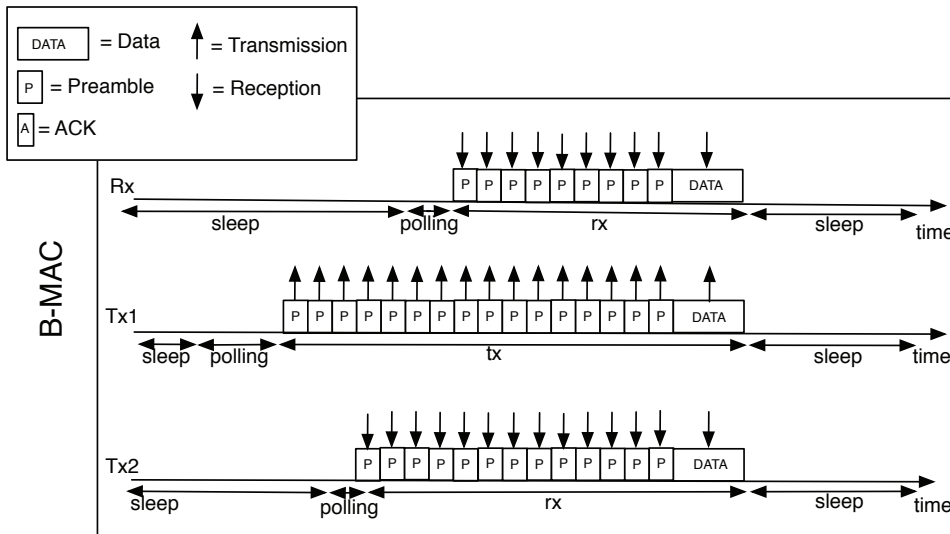 DATA = Data = Transmission
P = Preamble = Reception
A = ACK
B-MAC
Rx P P P P P P P P P DATA
sleep polling rx sleep time
Tx1 P P P P P P P P P P P P P P P P DATA
sleep polling tx sleep time
Tx2 P P P P P P P P P P P P P DATA
sleep polling rx sleep time